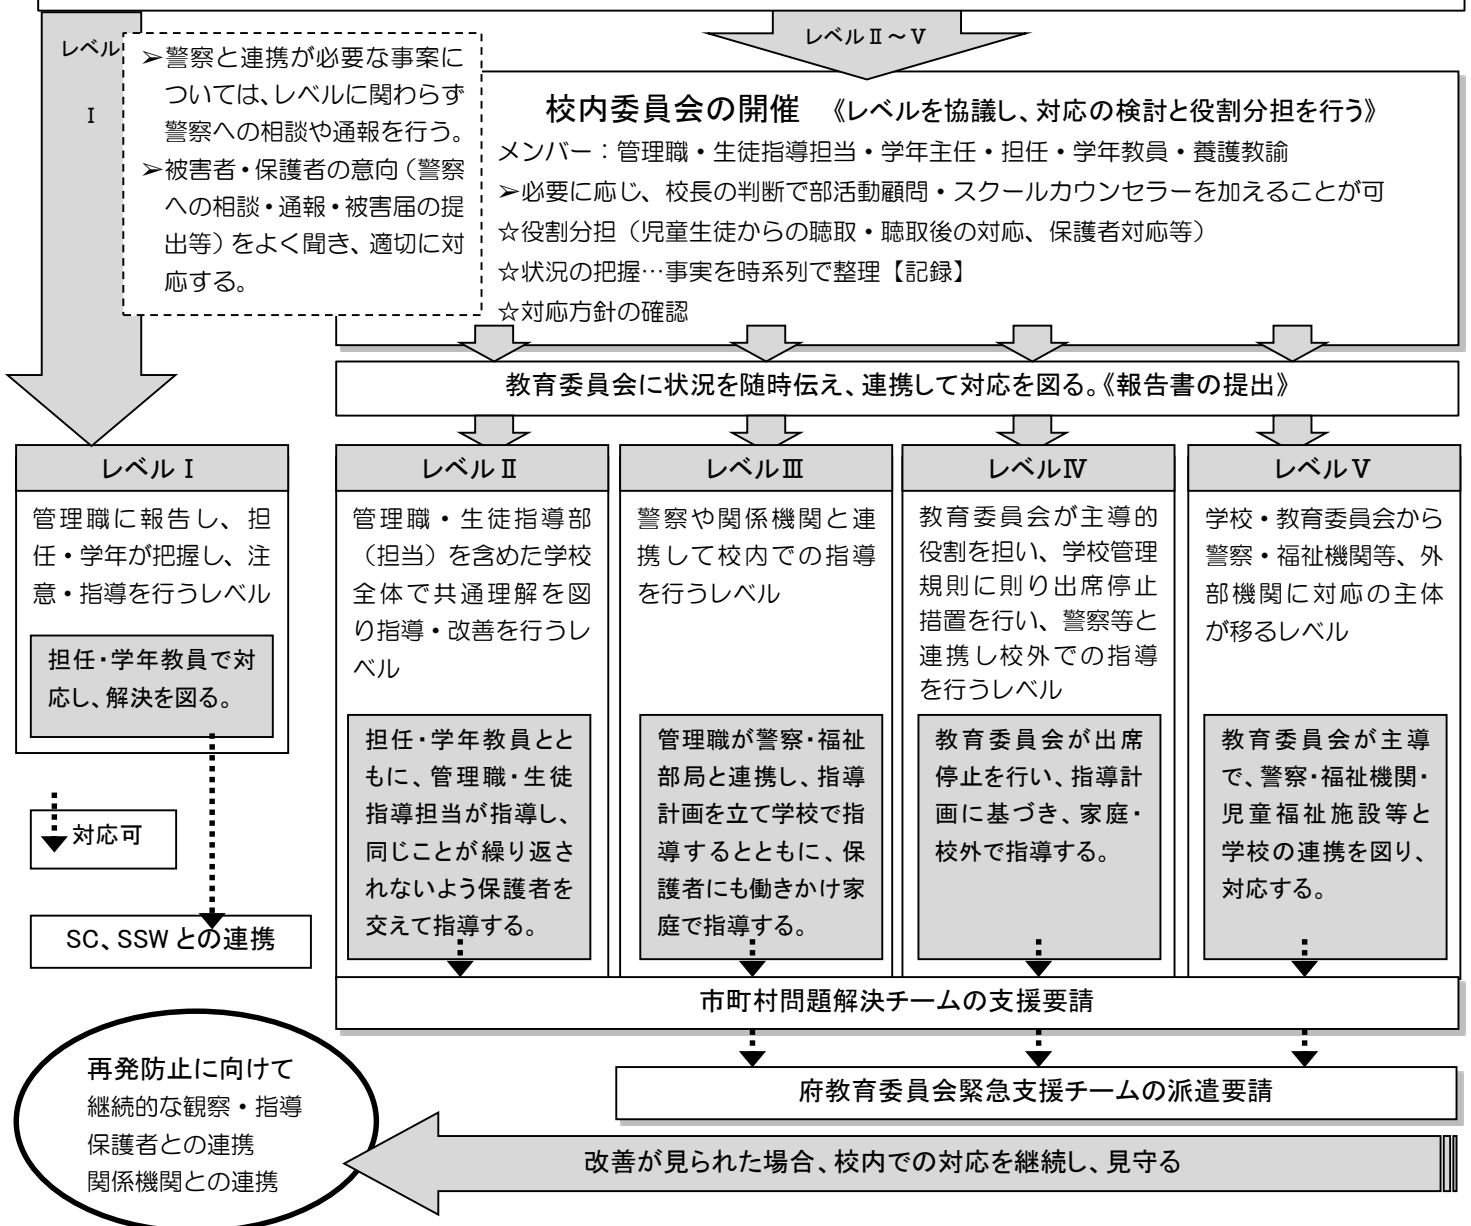 レベル
Ⅰ
➢警察と連携が必要な事案に
ついては、レベルに関わらず
警察への相談や通報を行う。
➢被害者・保護者の意向（警察
への相談・通報・被害届の提
出等）をよく聞き、適切に対
応する。
レベルⅡ～Ⅴ
校内委員会の開催　《レベルを協議し、対応の検討と役割分担を行う》
メンバー：管理職・生徒指導担当・学年主任・担任・学年教員・養護教諭
➢必要に応じ、校長の判断で部活動顧問・スクールカウンセラーを加えることが可
☆役割分担（児童生徒からの聴取・聴取後の対応、保護者対応等）
☆状況の把握…事実を時系列で整理【記録】
☆対応方針の確認
教育委員会に状況を随時伝え、連携して対応を図る。《報告書の提出》
レベルⅠ
管理職に報告し、担
任・学年が把握し、注
意・指導を行うレベル
担任・学年教員で対
応し、解決を図る。
対応可
SC、SSWとの連携
レベルⅡ
管理職・生徒指導部
（担当）を含めた学校
全体で共通理解を図
り指導・改善を行うレ
ベル
担任・学年教員とと
もに、管理職・生徒
指導担当が指導し、
同じことが繰り返さ
れないよう保護者を
交えて指導する。
レベルⅢ
警察や関係機関と連
携して校内での指導
を行うレベル
管理職が警察・福祉
部局と連携し、指導
計画を立て学校で指
導するとともに、保
護者にも働きかけ家
庭で指導する。
レベルⅣ
教育委員会が主導的
役割を担い、学校管理
規則に則り出席停止
措置を行い、警察等と
連携し校外での指導
を行うレベル
教育委員会が出席
停止を行い、指導計
画に基づき、家庭・
校外で指導する。
レベルⅤ
学校・教育委員会から
警察・福祉機関等、外
部機関に対応の主体
が移るレベル
教育委員会が主導
で、警察・福祉機関・
児童福祉施設等と
学校の連携を図り、
対応する。
市町村問題解決チームの支援要請
府教育委員会緊急支援チームの派遣要請
改善が見られた場合、校内での対応を継続し、見守る
再発防止に向けて
継続的な観察・指導
保護者との連携
関係機関との連携